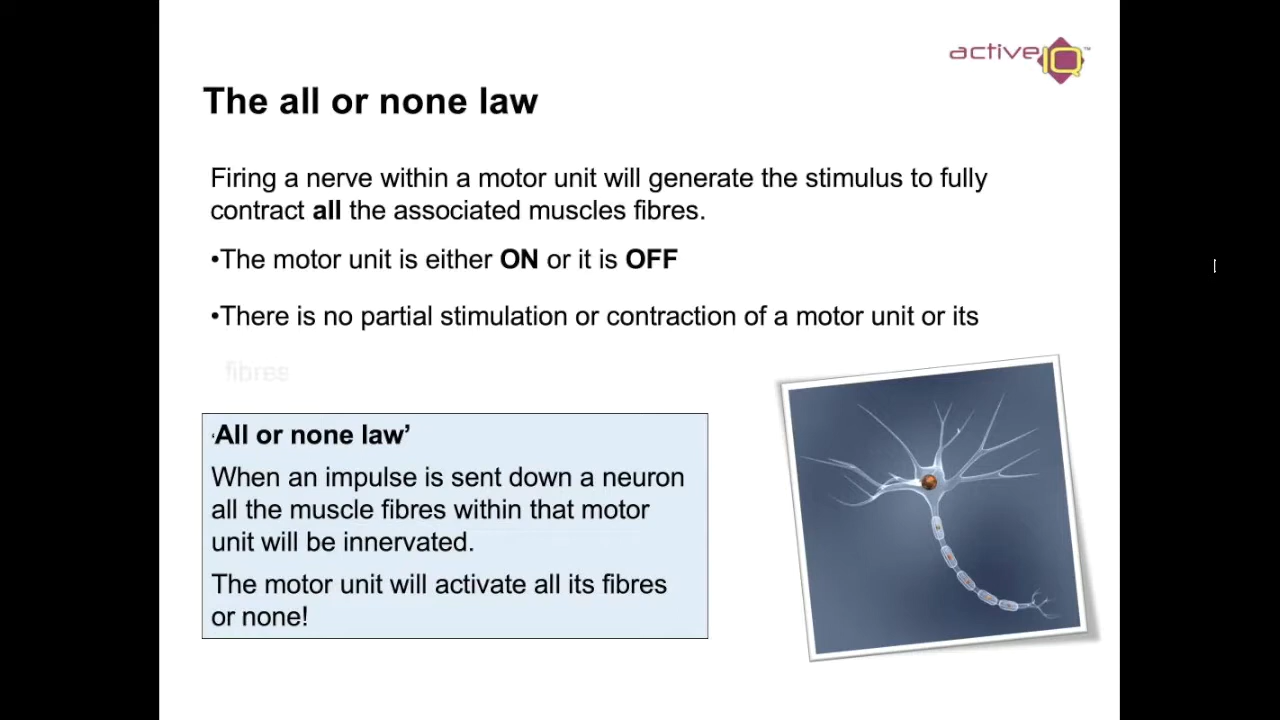 active IQ™
The all or none law
Firing a nerve within a motor unit will generate the stimulus to fully
contract all the associated muscles fibres.
•The motor unit is either ON or it is OFF
•There is no partial stimulation or contraction of a motor unit or its
fibres
‘All or none law’
When an impulse is sent down a neuron
all the muscle fibres within that motor
unit will be innervated.
The motor unit will activate all its fibres
or none!